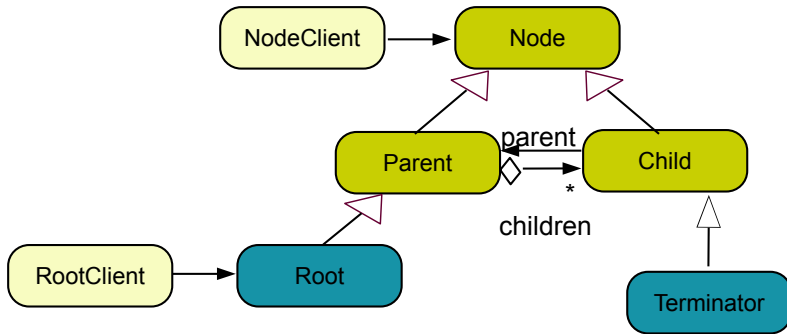 NodeClient
Node
parent
Parent
Child
*
children
RootClient
Root
Terminator